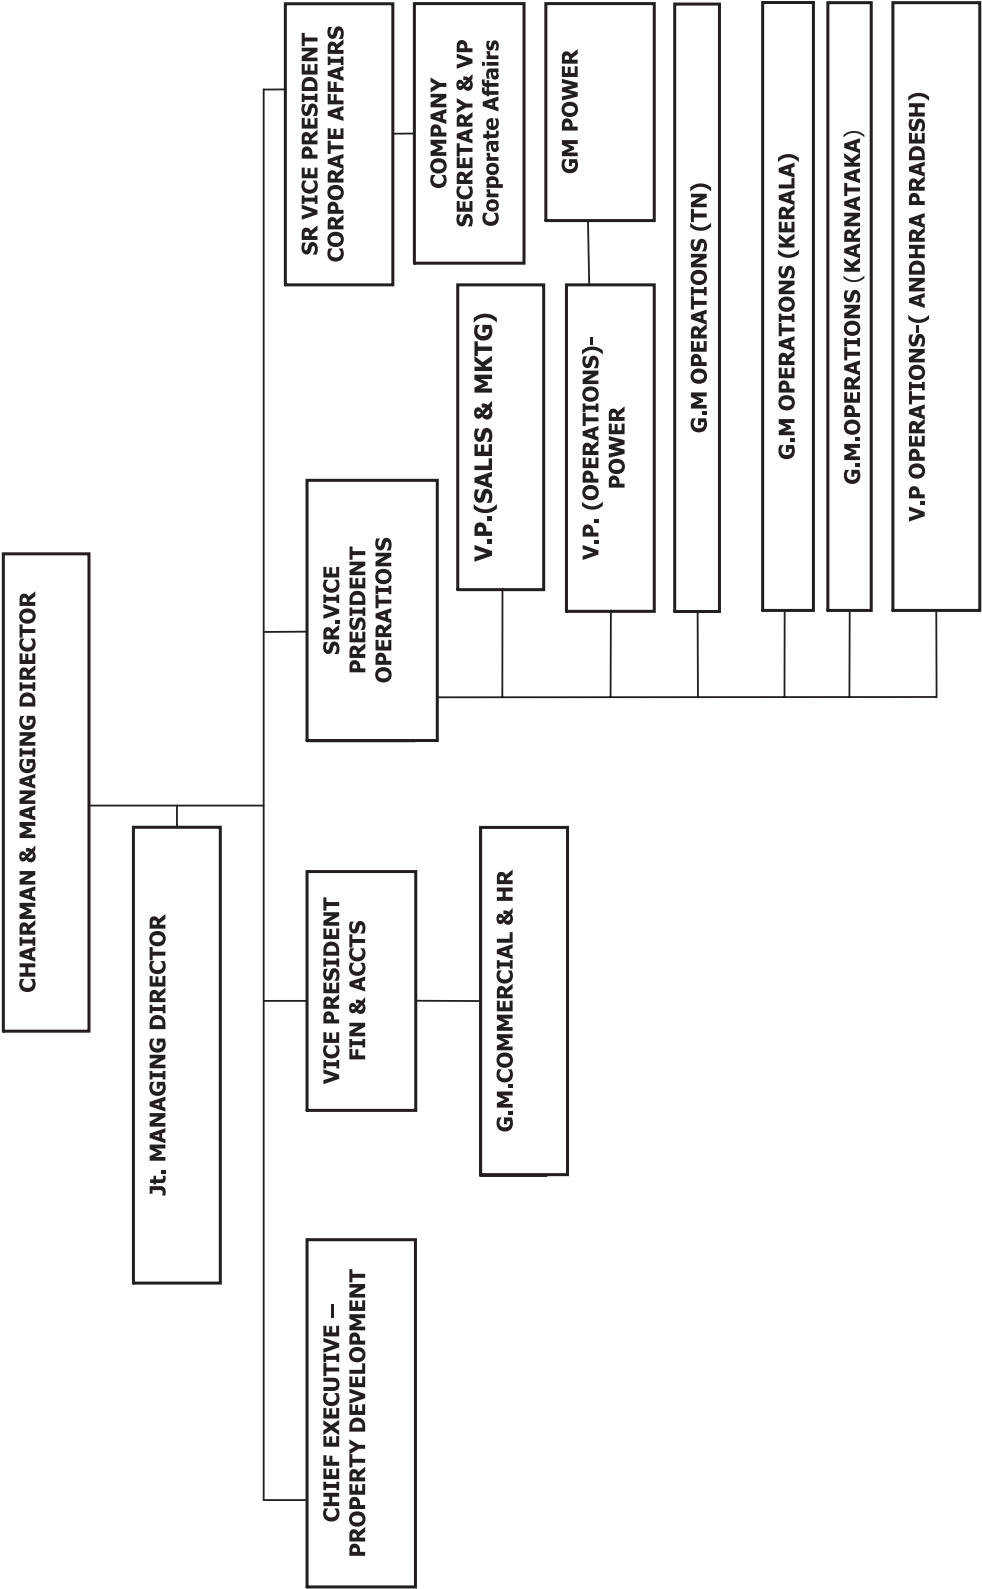 CHAIRMAN & MANAGING DIRECTOR
Jt. MANAGING DIRECTOR
CHIEF EXECUTIVE –
PROPERTY DEVELOPMENT
VICE PRESIDENT
FIN & ACCTS
SR.VICE
PRESIDENT
OPERATIONS
SR VICE PRESIDENT
CORPORATE AFFAIRS
COMPANY
SECRETARY & VP
Corporate Affairs
G.M.COMMERCIAL & HR
V.P.(SALES & MKTG)
V.P. (OPERATIONS)-
POWER
GM POWER
G.M OPERATIONS (TN)
G.M OPERATIONS (KERALA)
G.M.OPERATIONS (KARNATAKA)
V.P OPERATIONS-( ANDHRA PRADESH)